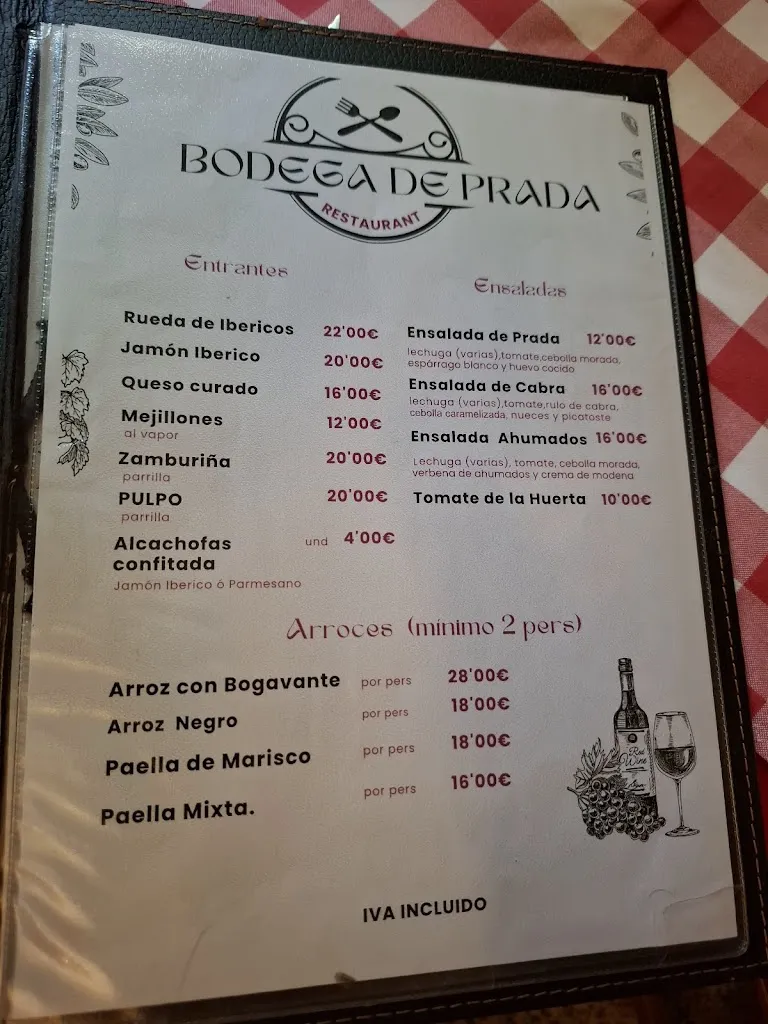 BODEGA DE PRADA
RESTAURANT
Entrantes
Rueda de Ibericos 22'00€
Jamón Iberico 20'00€
Queso curado 16'00€
Mejillones 12'00€
al vapor
Zamburiña 20'00€
parrilla
PULPO 20'00€
parrilla
Alcachofas und 4'00€
confitada
Jamón Iberico ó Parmesano
Ensaladas
Ensalada de Prada 12'00€
lechuga (varias),tomate,cebolla morada,
espárrago blanco y huevo cocido
Ensalada de Cabra 16'00€
lechuga (varias),tomate,rulo de cabra,
cebolla caramelizada, nueces y picatoste
Ensalada Ahumados 16'00€
Lechuga (varias), tomate, cebolla morada,
verbena de ahumados y crema de modena
Tomate de la Huerta 10'00€
Arroces (mínimo 2 pers)
Arroz con Bogavante por pers 28'00€
Arroz Negro por pers 18'00€
Paella de Marisco por pers 18'00€
Paella Mixta. por pers 16'00€
Red
Wine
IVA INCLUIDO